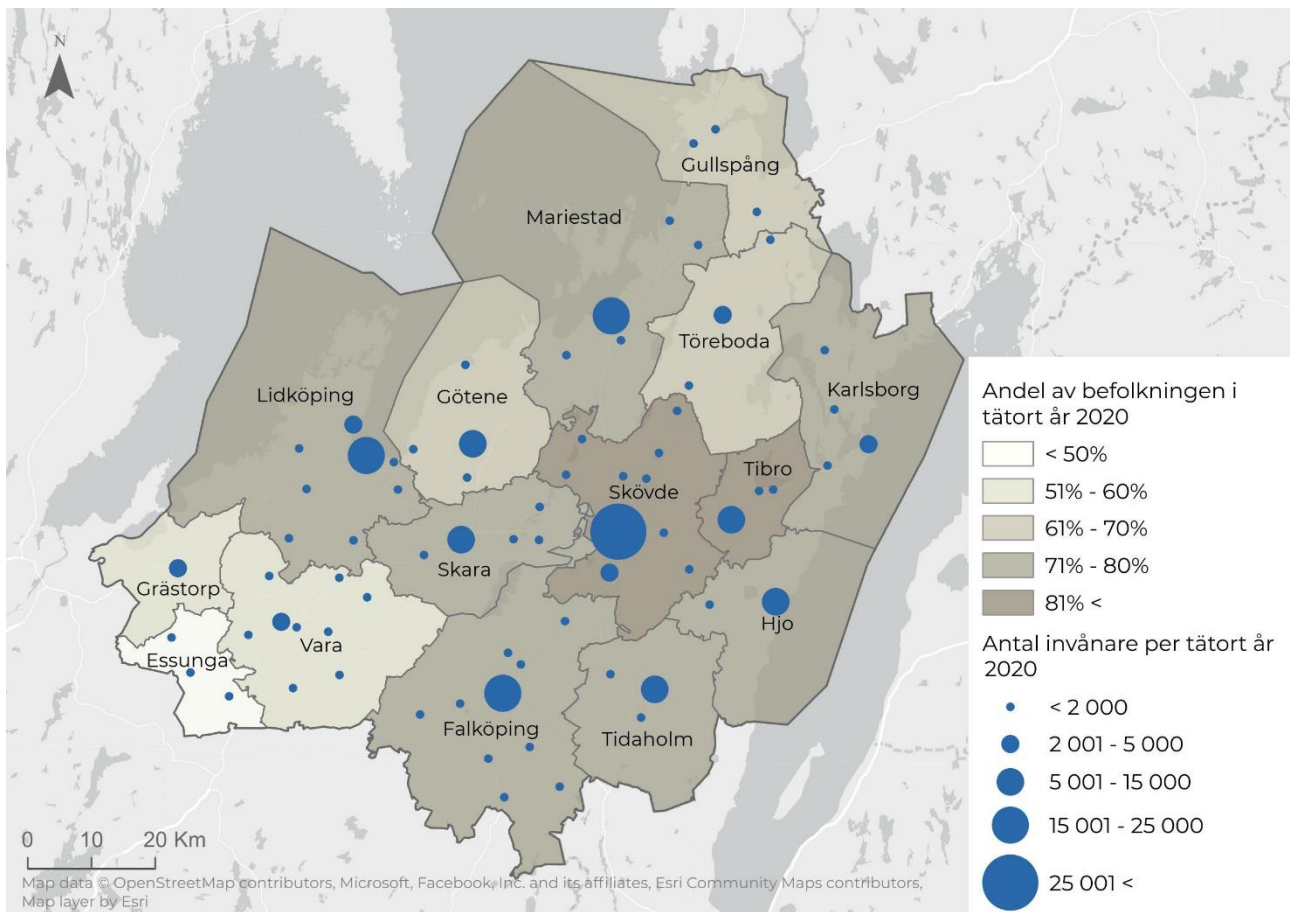 N
Gullspång
Mariestad
Töreboda
Karlsborg
Lidköping
Götene
Tibro
Skövde
Skara
Grästorp
Hjo
Vara
Essunga
Falköping
Tidaholm
Andel av befolkningen i
tätort år 2020
< 50%
51% - 60%
61% - 70%
71% - 80%
81% <
Antal invånare per tätort år
2020
< 2 000
2 001 - 5 000
5 001 - 15 000
15 001 - 25 000
25 001 <
0 10 20 Km
Map data © OpenStreetMap contributors, Microsoft, Facebook, Inc. and its affiliates, Esri Community Maps contributors,
Map layer by Esri